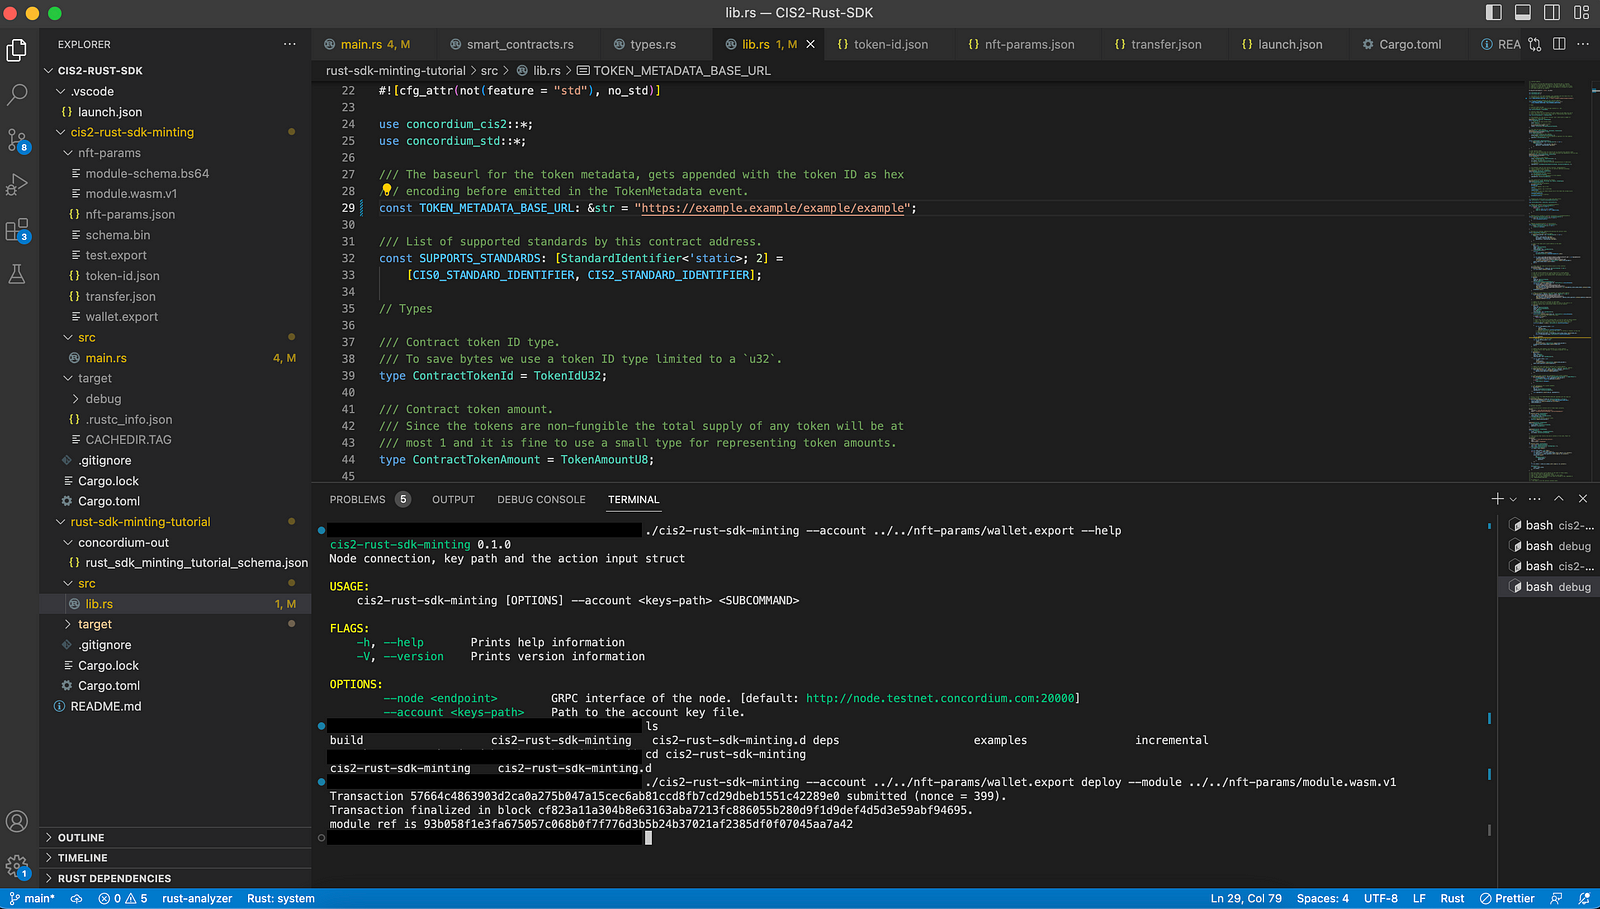 lib.rs — CIS2-Rust-SDK
EXPLORER
CIS2-RUST-SDK
.vscode
{} launch.json
cis2-rust-sdk-minting
nft-params
module-schema.bs64
module.wasm.v1
{} nft-params.json
schema.bin
test.export
{} token-id.json
{} transfer.json
wallet.export
src
main.rs 4, M
target
debug
{} .rustc_info.json
CACHEDIR.TAG
.gitignore
Cargo.lock
Cargo.toml
rust-sdk-minting-tutorial
concordium-out
{} rust_sdk_minting_tutorial_schema.json
src
lib.rs 1, M
target
.gitignore
Cargo.lock
Cargo.toml
README.md
OUTLINE
TIMELINE
RUST DEPENDENCIES
8
3
1
main.rs 4, M smart_contracts.rs types.rs lib.rs 1, M {} token-id.json {} nft-params.json {} transfer.json {} launch.json Cargo.toml REA
rust-sdk-minting-tutorial > src > lib.rs > TOKEN_METADATA_BASE_URL
22 #![cfg_attr(not(feature = "std"), no_std)]
23
24 use concordium_cis2::*;
25 use concordium_std::*;
26
27 /// The baseurl for the token metadata, gets appended with the token ID as hex
28 /// encoding before emitted in the TokenMetadata event.
29 const TOKEN_METADATA_BASE_URL: &str = "https://example.example/example/example";
30
31 /// List of supported standards by this contract address.
32 const SUPPORTS_STANDARDS: [StandardIdentifier<'static>; 2] =
33 [CIS0_STANDARD_IDENTIFIER, CIS2_STANDARD_IDENTIFIER];
34
35 // Types
36
37 /// Contract token ID type.
38 /// To save bytes we use a token ID type limited to a `u32`.
39 type ContractTokenId = TokenIdU32;
40
41 /// Contract token amount.
42 /// Since the tokens are non-fungible the total supply of any token will be at
43 /// most 1 and it is fine to use a small type for representing token amounts.
44 type ContractTokenAmount = TokenAmountU8;
45
PROBLEMS 5 OUTPUT DEBUG CONSOLE TERMINAL
./cis2-rust-sdk-minting --account ../../nft-params/wallet.export --help
cis2-rust-sdk-minting 0.1.0
Node connection, key path and the action input struct
USAGE:
cis2-rust-sdk-minting [OPTIONS] --account <keys-path> <SUBCOMMAND>
FLAGS:
-h, --help Prints help information
-V, --version Prints version information
OPTIONS:
--node <endpoint> GRPC interface of the node. [default: http://node.testnet.concordium.com:20000]
--account <keys-path> Path to the account key file.
ls
build cis2-rust-sdk-minting cis2-rust-sdk-minting.d deps examples incremental
cd cis2-rust-sdk-minting
cis2-rust-sdk-minting cis2-rust-sdk-minting.d
./cis2-rust-sdk-minting --account ../../nft-params/wallet.export deploy --module ../../nft-params/module.wasm.v1
Transaction 57664c4863903d2ca0a275b047a15cec6ab81ccd8fb7cd29dbeb1551c42289e0 submitted (nonce = 399).
Transaction finalized in block cf823a11a304b8e63163aba7213fc886055b280d9f1d9def4d5d3e59abf94695.
module ref is 93b058f1e3fa675057c068b0f7f776d3b5b24b37021af2385df0f07045aa7a42
bash cis2-...
bash debug
bash cis2-...
bash debug
main* 0 5 rust-analyzer Rust: system Ln 29, Col 79 Spaces: 4 UTF-8 LF Rust Prettier